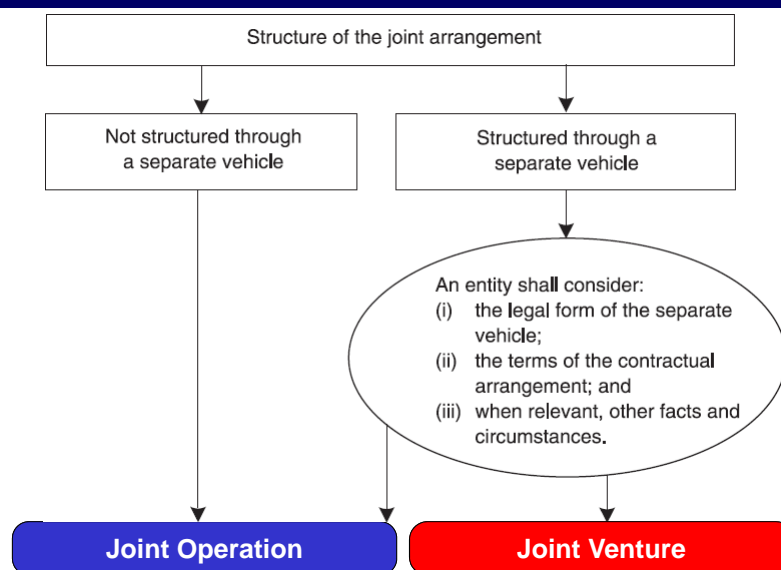 Structure of the joint arrangement
Not structured through
a separate vehicle
Structured through a
separate vehicle
An entity shall consider:
(i) the legal form of the separate
vehicle;
(ii) the terms of the contractual
arrangement; and
(iii) when relevant, other facts and
circumstances.
Joint Operation
Joint Venture